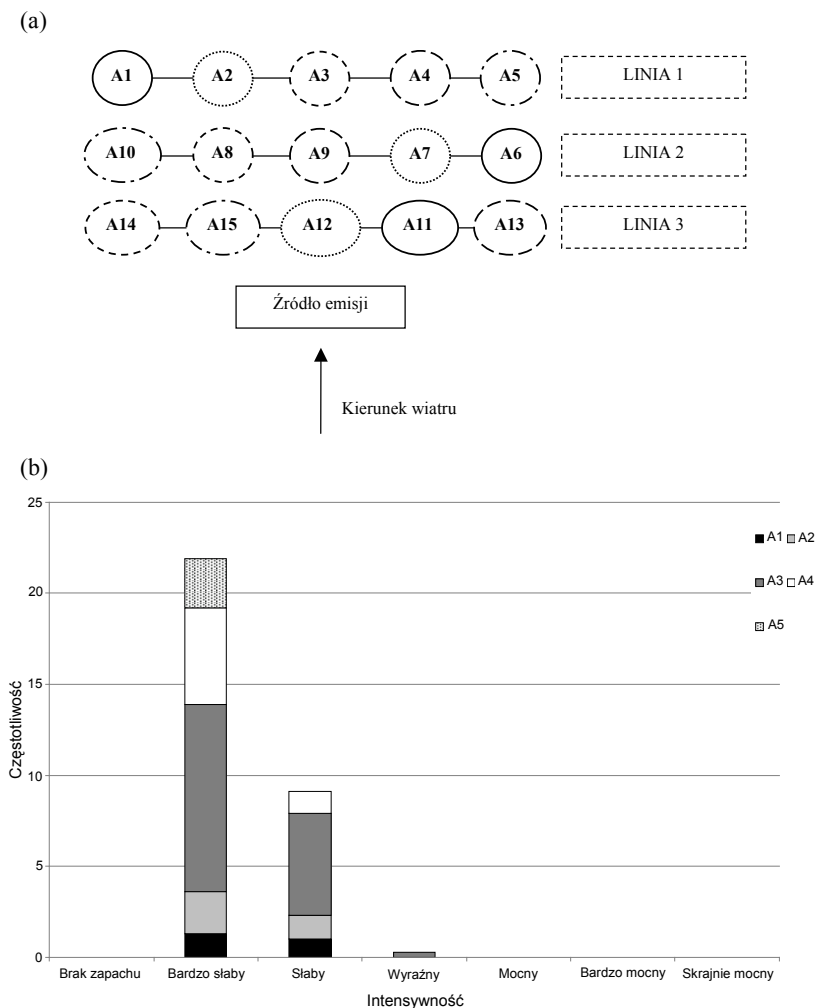 (a)
A1 A2 A3 A4 A5 LINIA 1
A10 A8 A9 A7 A6 LINIA 2
A14 A15 A12 A11 A13 LINIA 3
Źródło emisji
Kierunek wiatru
(b)
25
20
15
10
5
0
Częstotliwość
A1 A2
A3 A4
A5
Brak zapachu Bardzo słaby Słaby Wyraźny Mocny Bardzo mocny Skrajnie mocny
Intensywność